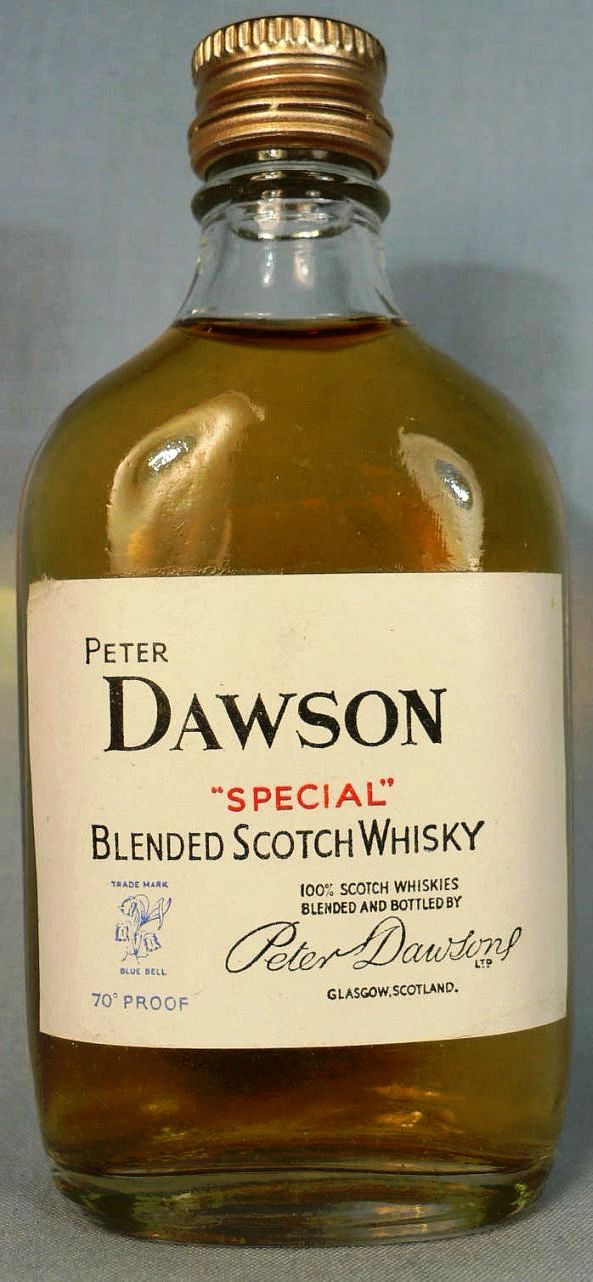 PETER
DAWSON
"SPECIAL"
BLENDED SCOTCH WHISKY
TRADE MARK
BLUE BELL
70° PROOF
100% SCOTCH WHISKIES
BLENDED AND BOTTLED BY
Peter Dawson
LTD
GLASGOW, SCOTLAND.